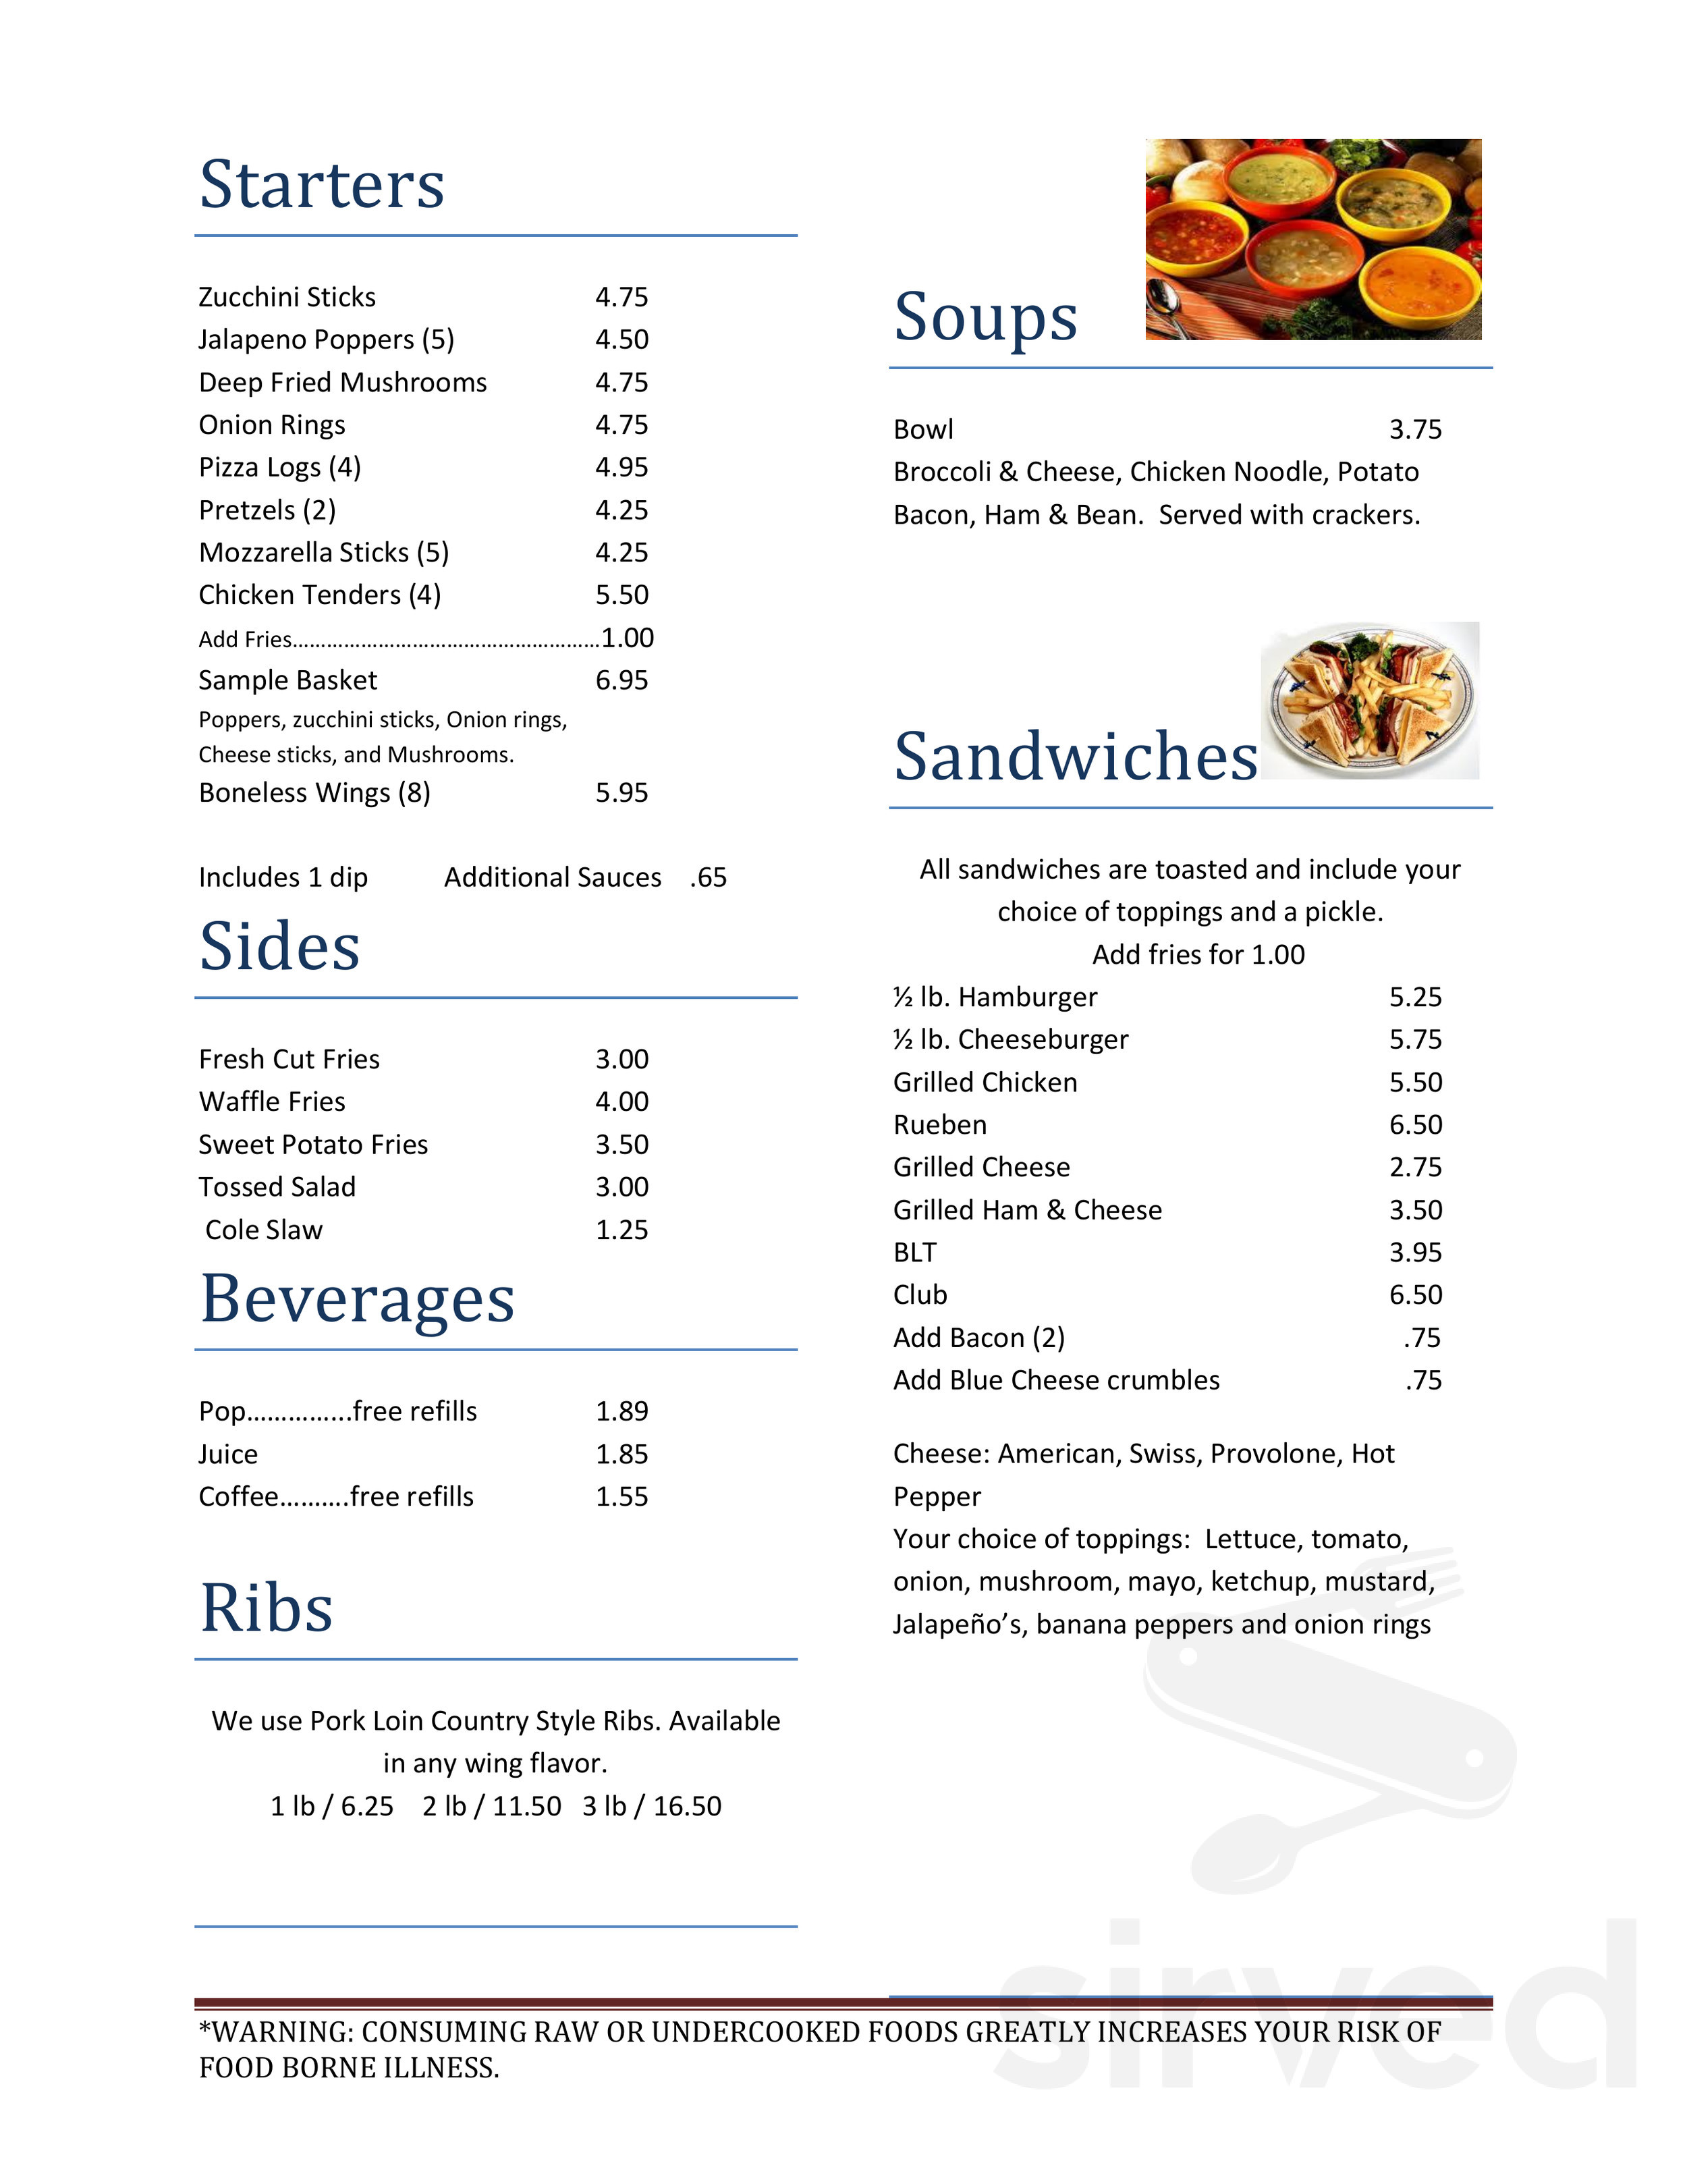 Starters
Zucchini Sticks 4.75
Jalapeno Poppers (5) 4.50
Deep Fried Mushrooms 4.75
Onion Rings 4.75
Pizza Logs (4) 4.95
Pretzels (2) 4.25
Mozzarella Sticks (5) 4.25
Chicken Tenders (4) 5.50
Add Fries………………………………………………1.00
Sample Basket 6.95
Poppers, zucchini sticks, Onion rings,
Cheese sticks, and Mushrooms.
Boneless Wings (8) 5.95
Includes 1 dip Additional Sauces .65
Sides
Fresh Cut Fries 3.00
Waffle Fries 4.00
Sweet Potato Fries 3.50
Tossed Salad 3.00
Cole Slaw 1.25
Beverages
Pop…………...free refills 1.89
Juice 1.85
Coffee……….free refills 1.55
Ribs
We use Pork Loin Country Style Ribs. Available
in any wing flavor.
1 lb / 6.25 2 lb / 11.50 3 lb / 16.50
Soups
Bowl 3.75
Broccoli & Cheese, Chicken Noodle, Potato
Bacon, Ham & Bean. Served with crackers.
Sandwiches
All sandwiches are toasted and include your
choice of toppings and a pickle.
Add fries for 1.00
½ lb. Hamburger 5.25
½ lb. Cheeseburger 5.75
Grilled Chicken 5.50
Rueben 6.50
Grilled Cheese 2.75
Grilled Ham & Cheese 3.50
BLT 3.95
Club 6.50
Add Bacon (2) .75
Add Blue Cheese crumbles .75
Cheese: American, Swiss, Provolone, Hot
Pepper
Your choice of toppings: Lettuce, tomato,
onion, mushroom, mayo, ketchup, mustard,
Jalapeño’s, banana peppers and onion rings
sirved
*WARNING: CONSUMING RAW OR UNDERCOOKED FOODS GREATLY INCREASES YOUR RISK OF
FOOD BORNE ILLNESS.